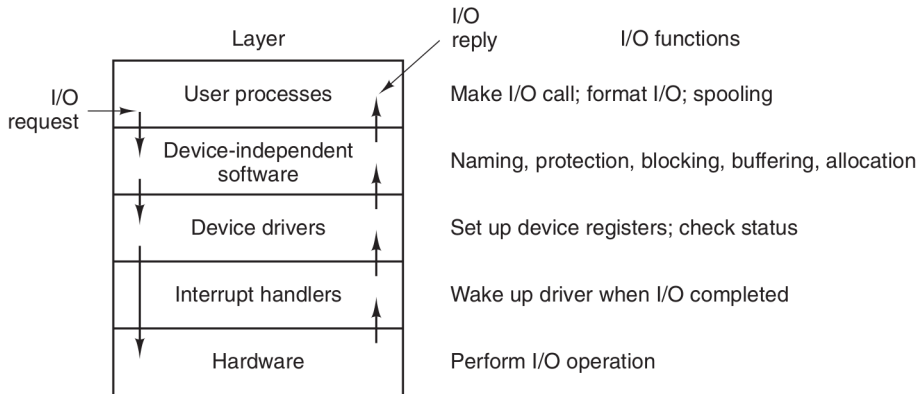 I/O
reply
Layer
I/O functions
I/O
request
User processes
Make I/O call; format I/O; spooling
Device-independent
software
Naming, protection, blocking, buffering, allocation
Device drivers
Set up device registers; check status
Interrupt handlers
Wake up driver when I/O completed
Hardware
Perform I/O operation